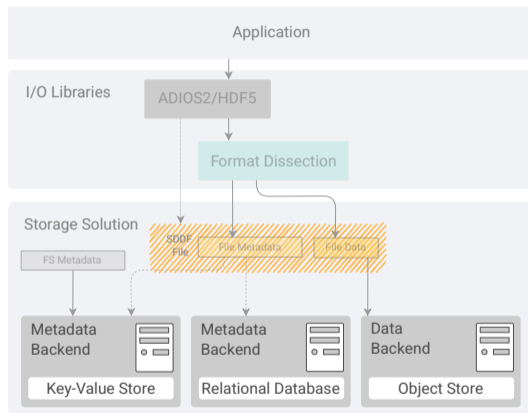 Application
I/O Libraries
ADIOS2/HDF5
Format Dissection
Storage Solution
SDDF
File
File Metadata
File Data
FS Metadata
Metadata
Backend
Key-Value Store
Metadata
Backend
Relational Database
Data
Backend
Object Store